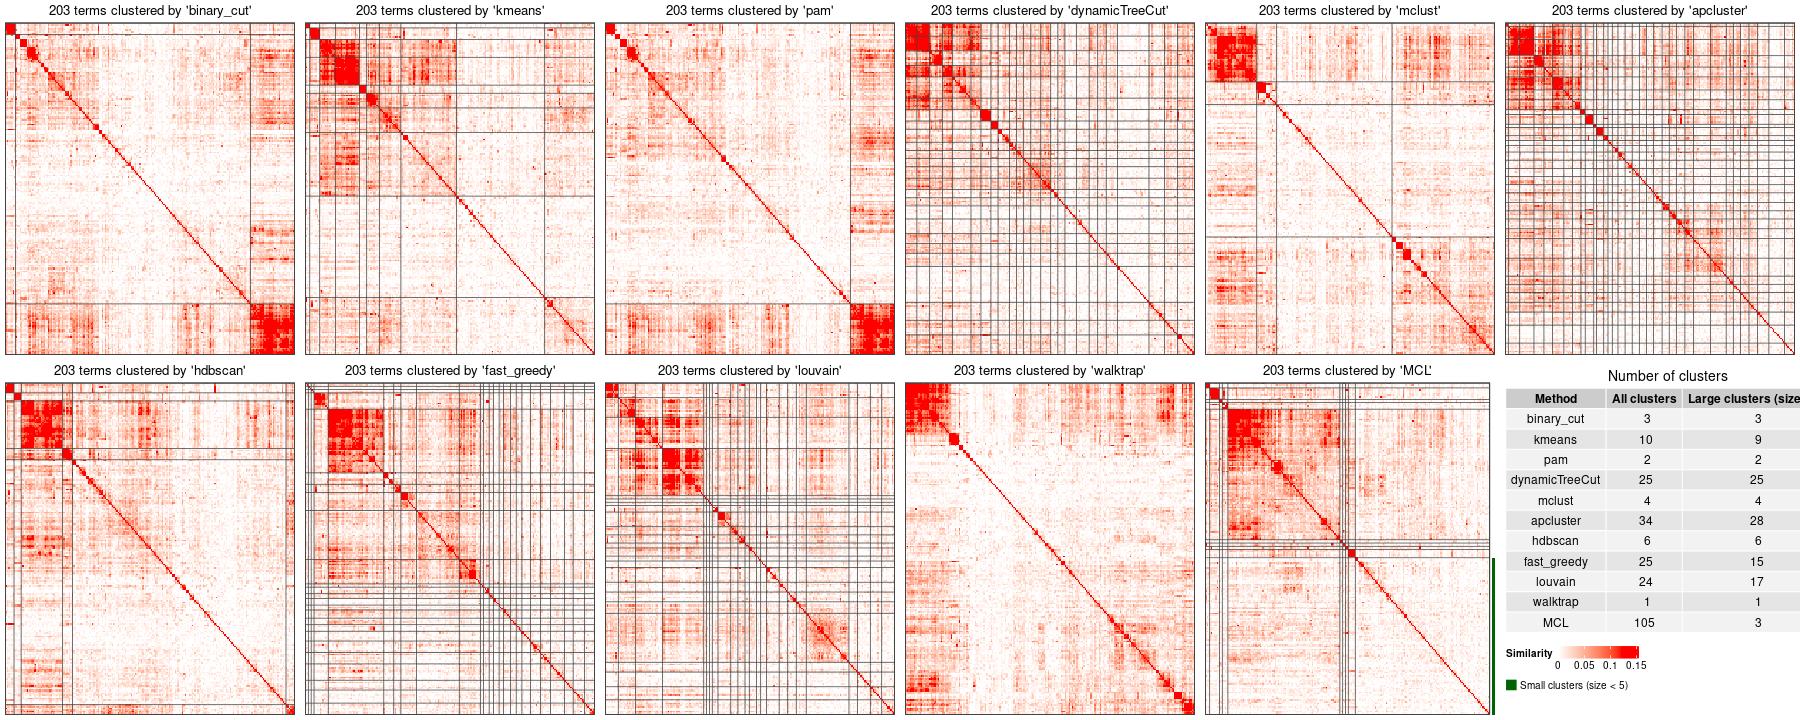 203 terms clustered by 'binary_cut'
203 terms clustered by 'kmeans'
203 terms clustered by 'pam'
203 terms clustered by 'dynamicTreeCut'
203 terms clustered by 'mclust'
203 terms clustered by 'apcluster'
203 terms clustered by 'hdbscan'
203 terms clustered by 'fast_greedy'
203 terms clustered by 'louvain'
203 terms clustered by 'walktrap'
203 terms clustered by 'MCL'
Number of clusters
Method All clusters Large clusters (size
binary_cut 3 3
kmeans 10 9
pam 2 2
dynamicTreeCut 25 25
mclust 4 4
apcluster 34 28
hdbscan 6 6
fast_greedy 25 15
louvain 24 17
walktrap 1 1
MCL 105 3
Similarity
0 0.05 0.1 0.15
Small clusters (size < 5)